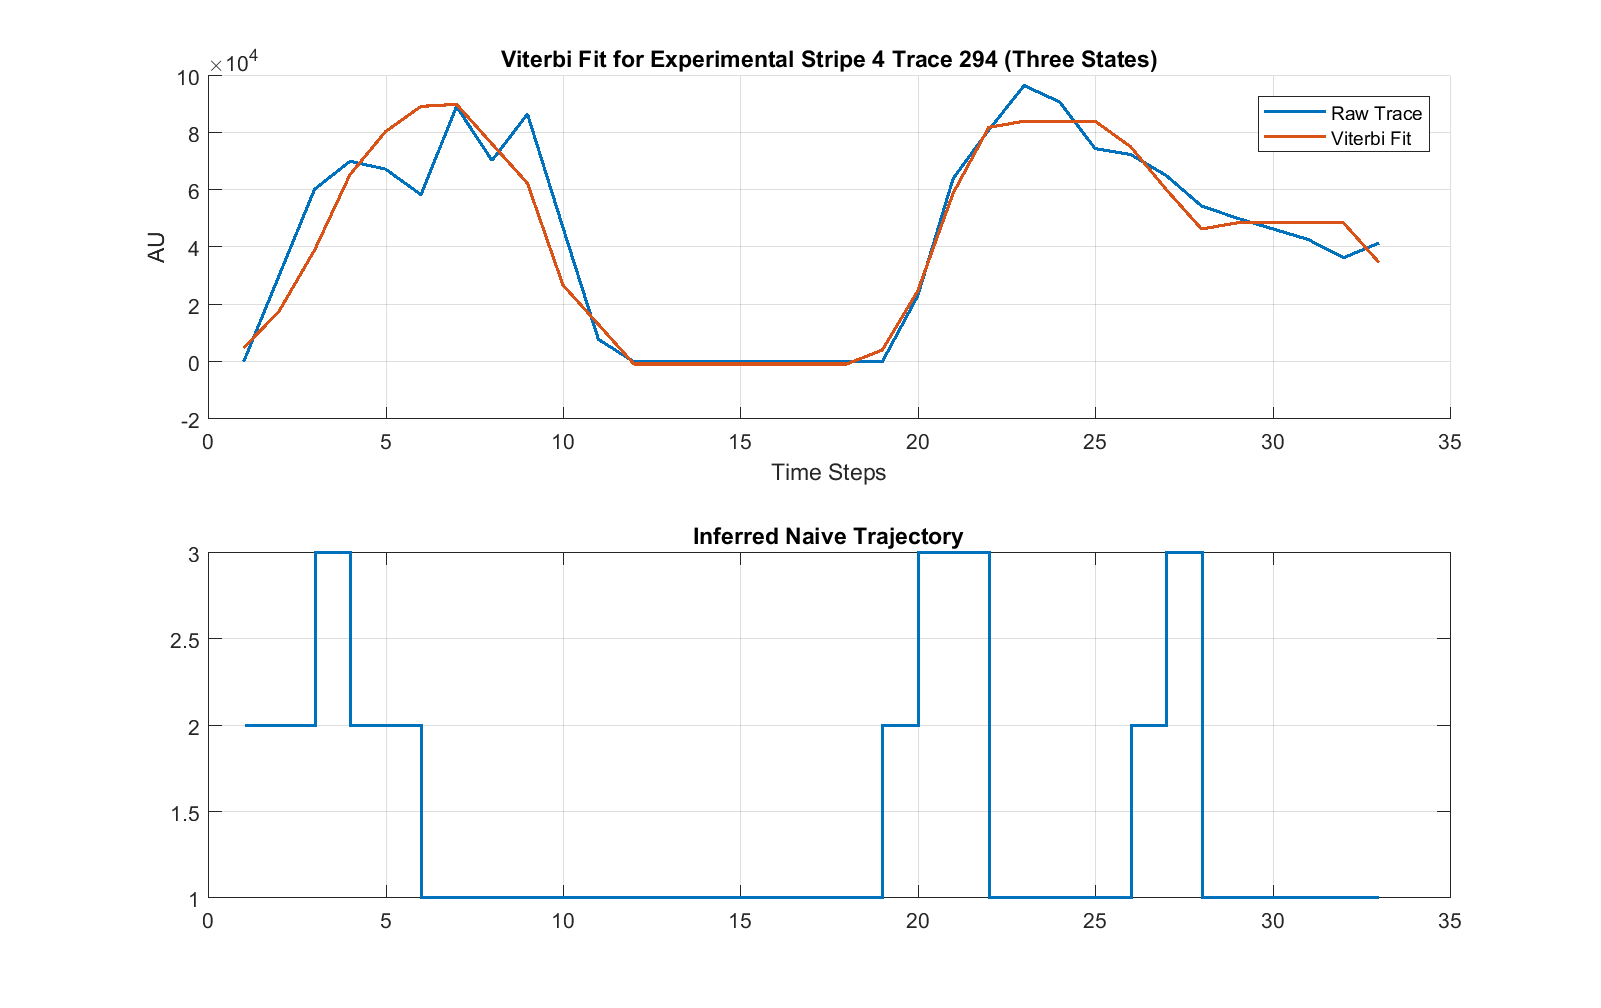 Viterbi Fit for Experimental Stripe 4 Trace 294 (Three States)
×10^4
10
8
6
4
2
0
-2
AU
Raw Trace
Viterbi Fit
0 5 10 15 20 25 30 35
Time Steps
Inferred Naive Trajectory
3
2.5
2
1.5
1
0 5 10 15 20 25 30 35